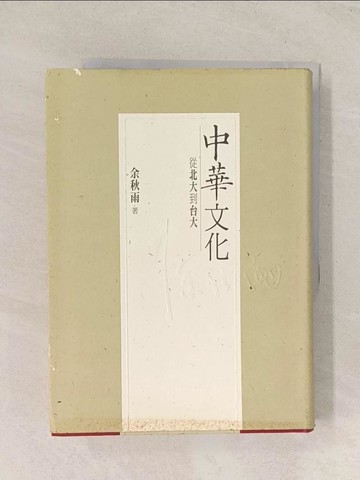 中華文化
從北大到台大
余秋雨 著